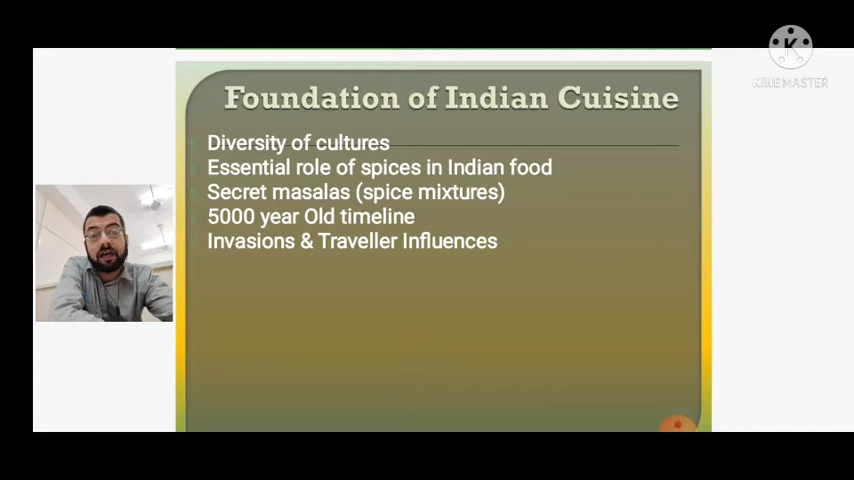 K
KINEMASTER
Foundation of Indian Cuisine
Diversity of cultures
Essential role of spices in Indian food
Secret masalas (spice mixtures)
5000 year Old timeline
Invasions & Traveller Influences